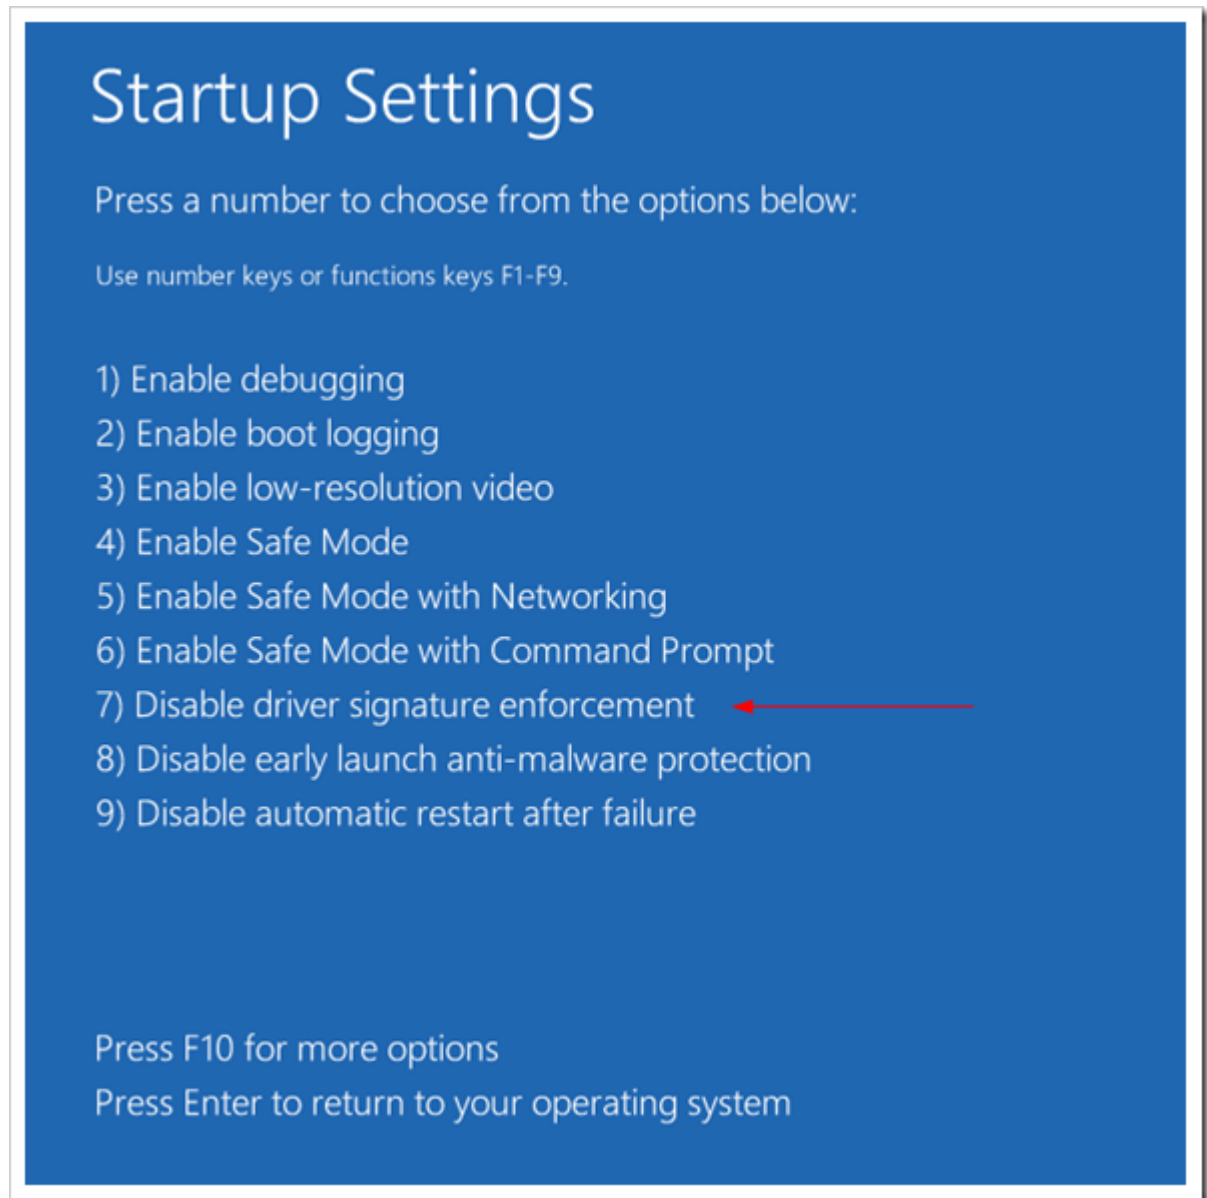 Startup Settings
Press a number to choose from the options below:
Use number keys or functions keys F1-F9.
1) Enable debugging
2) Enable boot logging
3) Enable low-resolution video
4) Enable Safe Mode
5) Enable Safe Mode with Networking
6) Enable Safe Mode with Command Prompt
7) Disable driver signature enforcement
8) Disable early launch anti-malware protection
9) Disable automatic restart after failure
Press F10 for more options
Press Enter to return to your operating system